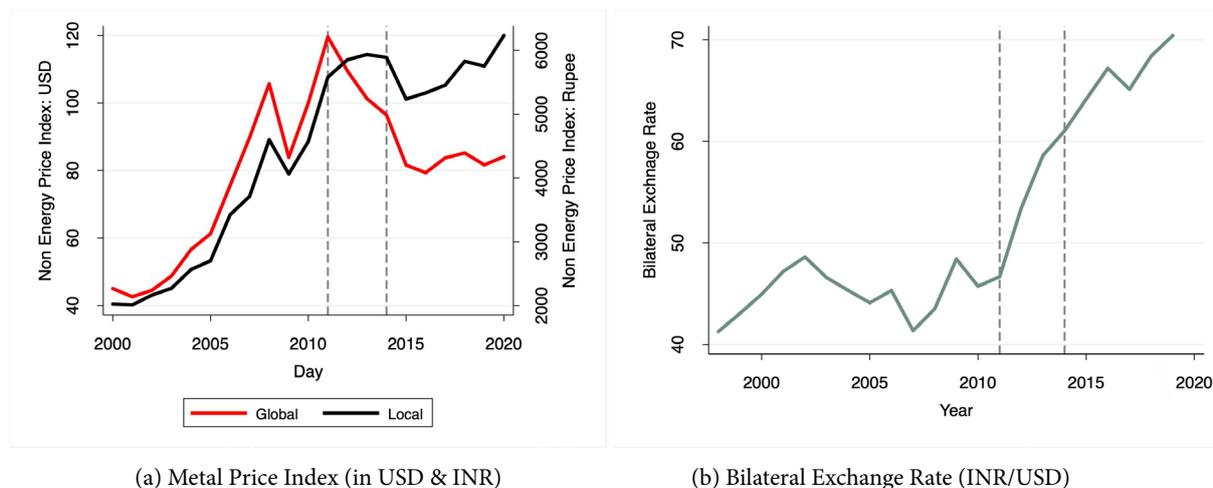 Non Energy Price Index: USD
120
100
80
60
40
6000
5000
4000
3000
2000
Non Energy Price Index: Rupee
2000 2005 2010 2015 2020
Day
Global Local
(a) Metal Price Index (in USD & INR)
Bilateral Exchnage Rate
70
60
50
40
2000 2005 2010 2015 2020
Year
(b) Bilateral Exchange Rate (INR/USD)